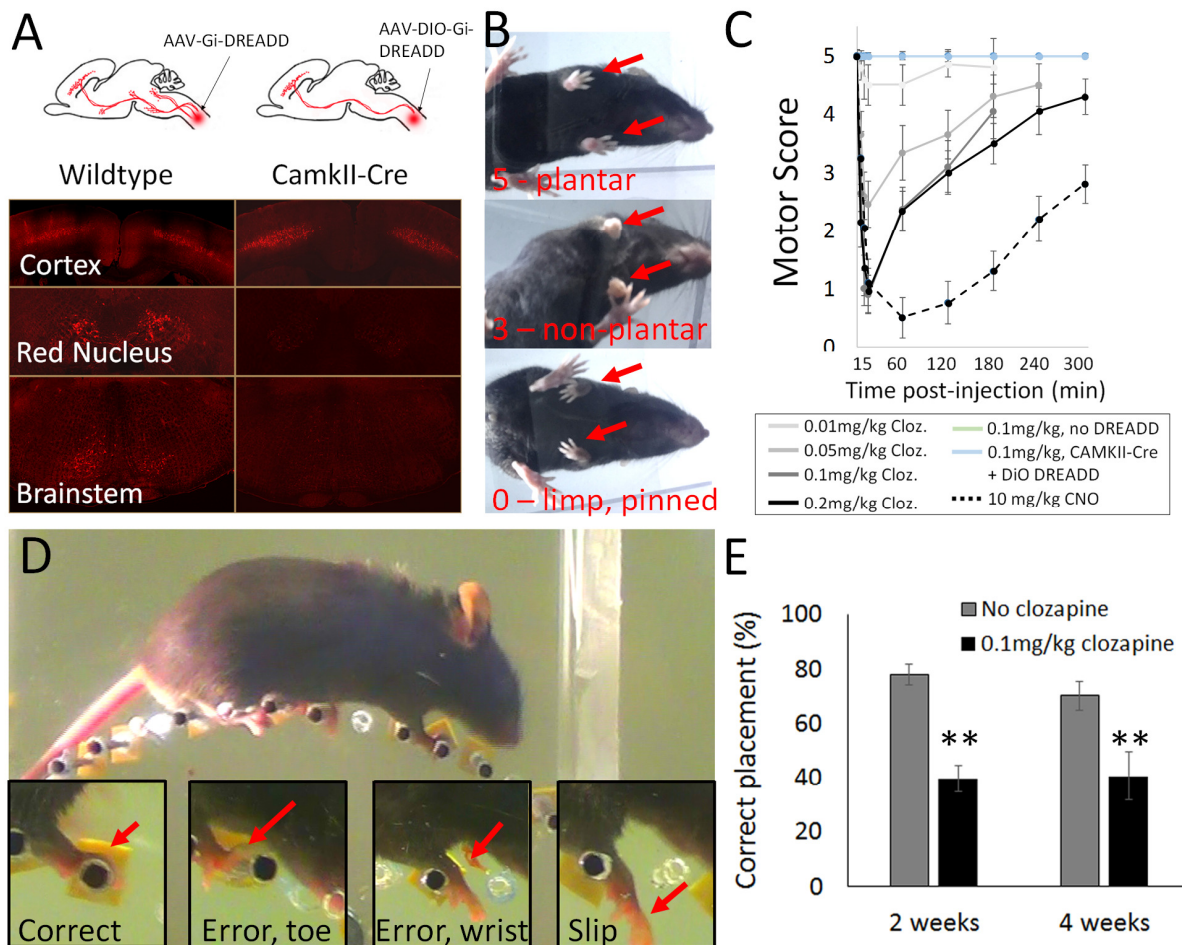 A
AAV-Gi-DREADD
AAV-DIO-Gi-
DREADD
Wildtype
CamkII-Cre
Cortex
Red Nucleus
Brainstem
B
5 - plantar
3 – non-plantar
0 – limp, pinned
C
Motor Score
5
4
3
2
1
0
15 60 120 180 240 300
Time post-injection (min)
0.01mg/kg Cloz.
0.05mg/kg Cloz.
0.1mg/kg Cloz.
0.2mg/kg Cloz.
0.1mg/kg, no DREADD
0.1mg/kg, CAMKII-Cre
+ DiO DREADD
10 mg/kg CNO
D
Correct
Error, toe
Error, wrist
Slip
E
Correct placement (%)
100
80
60
40
20
0
No clozapine
0.1mg/kg clozapine
**
**
2 weeks
4 weeks